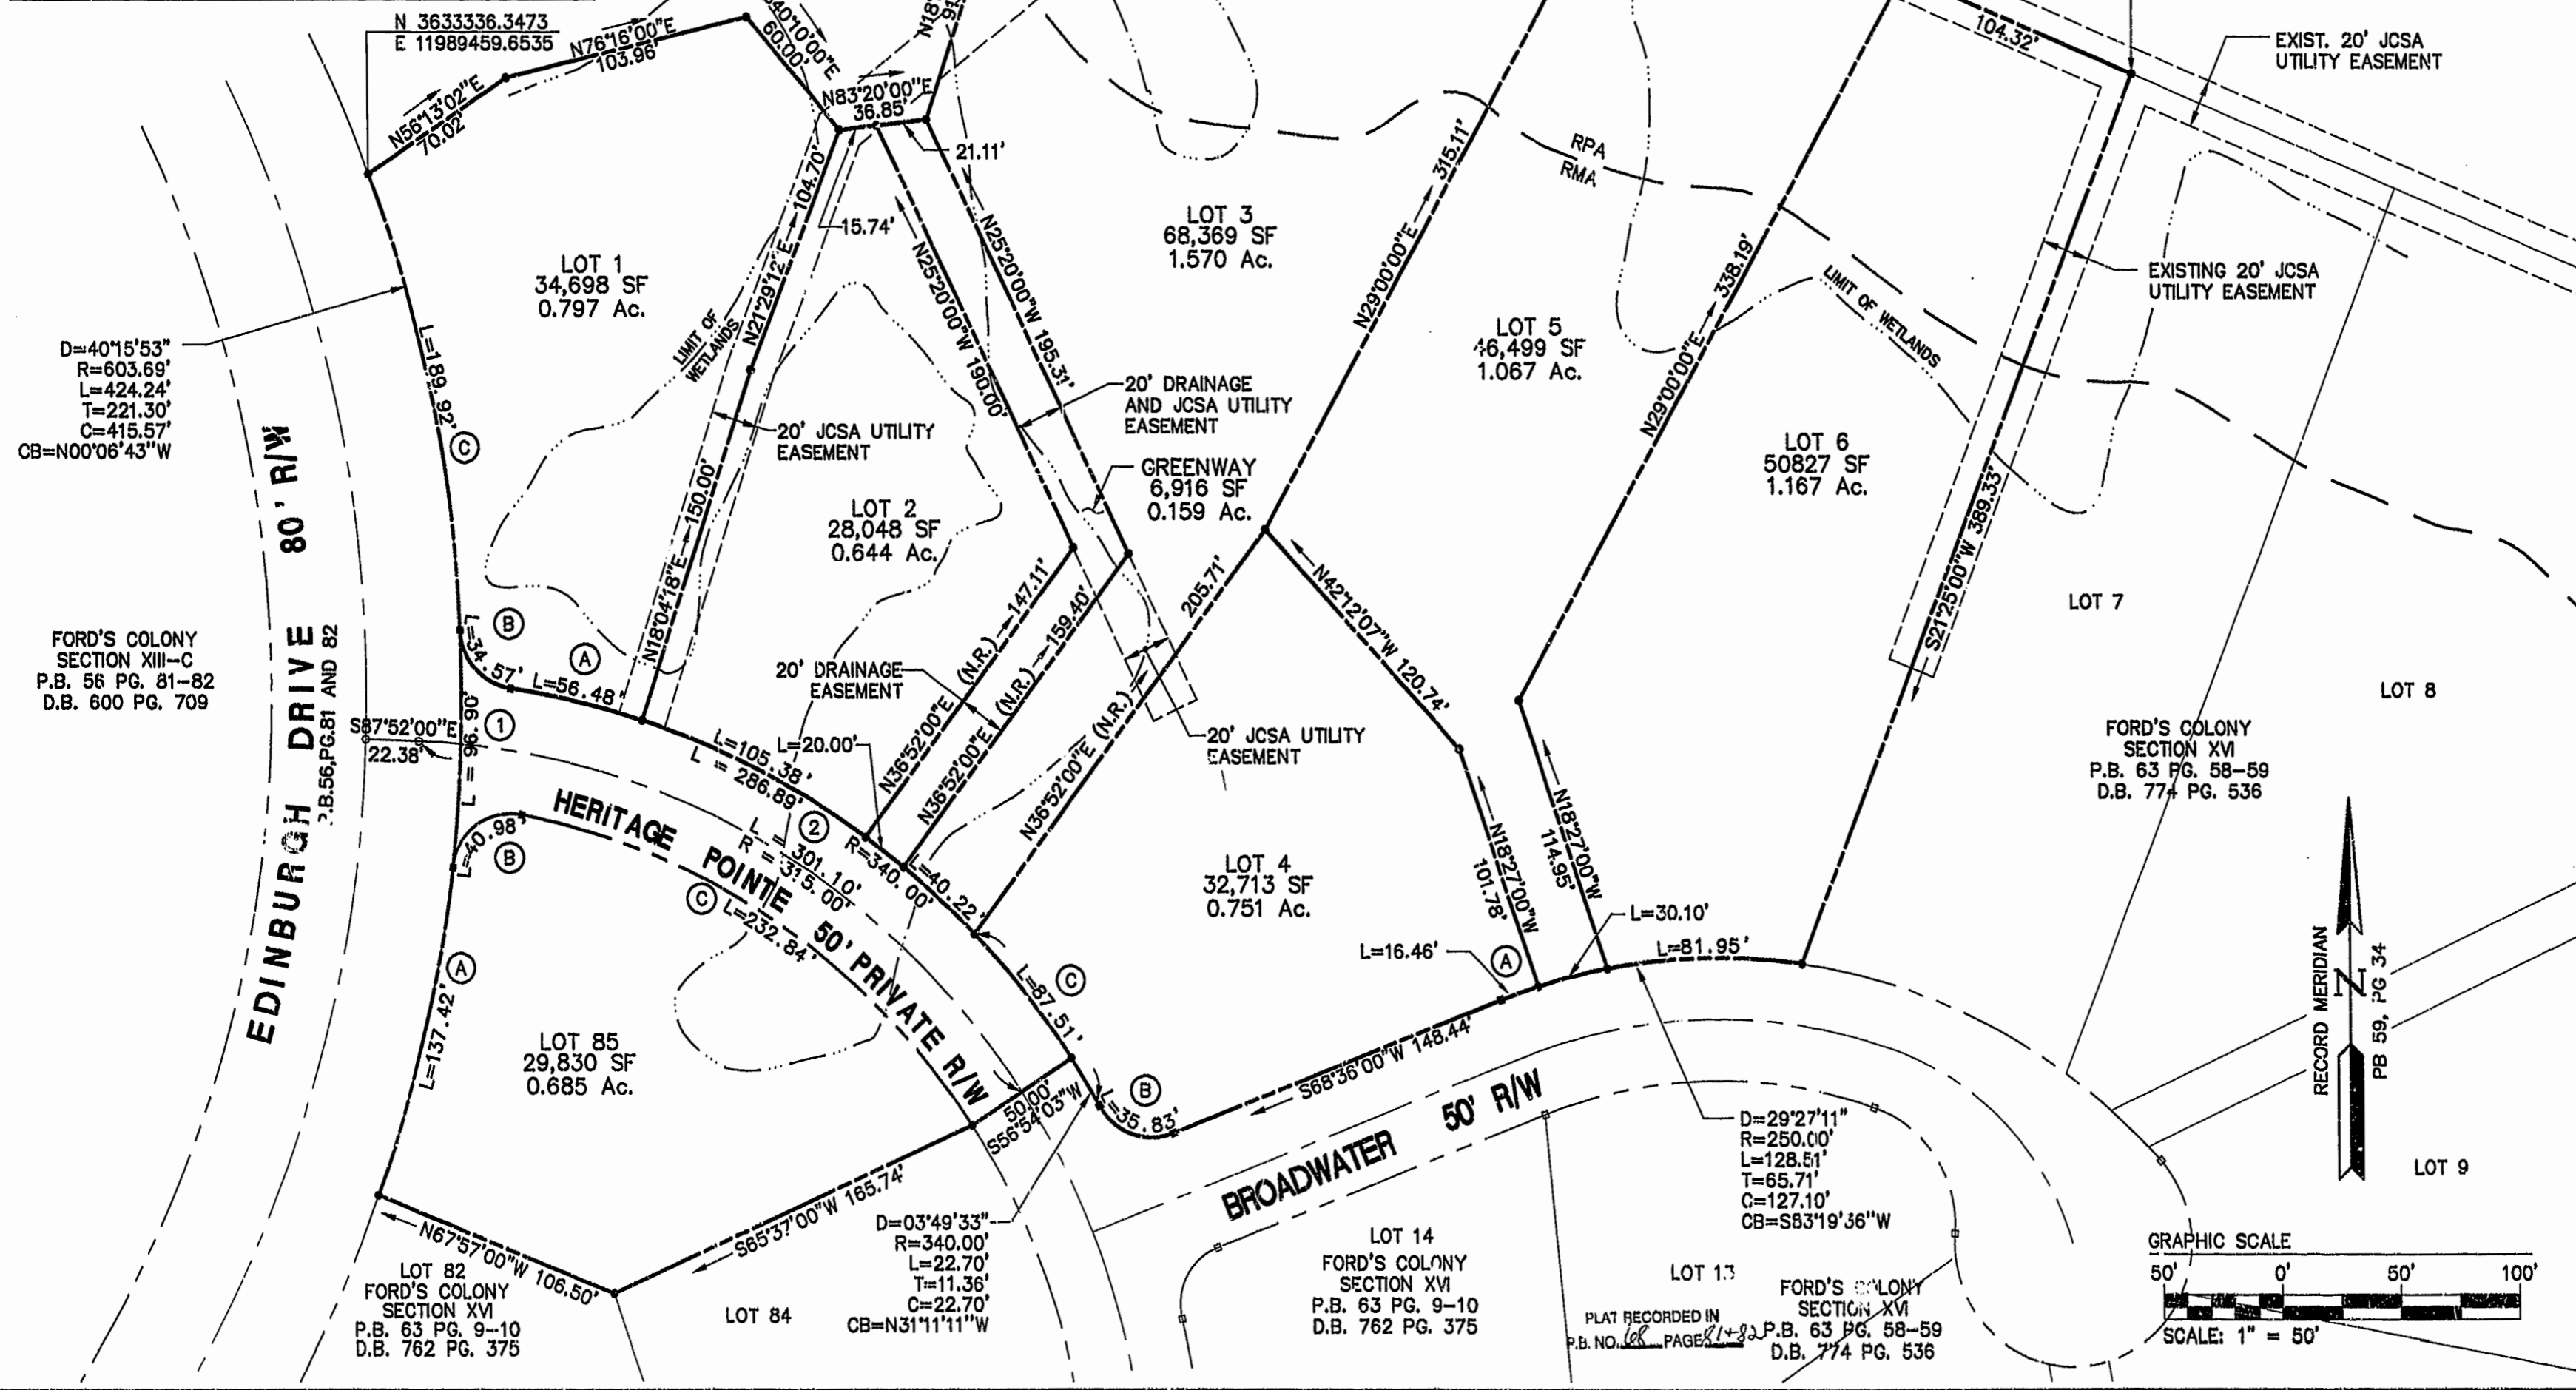 N 3633336.3473
E 11989459.6535
N76°16'00"E
103.96'
N56°13'02"E
70.02'
S40°10'00"E
60.00'
N83°20'00"E
36.85'
21.11'
15.74'
104.32'
EXIST. 20' JCSA
UTILITY EASEMENT
RPA
RMA
LOT 1
34,698 SF
0.797 Ac.
LOT 3
68,369 SF
1.570 Ac.
LIMIT OF
WETLANDS
N21°29'12"E 104.70'
N25°20'00"W 190.00'
N25°20'00"W 195.31'
N29°00'00"E 315.11'
N29°00'00"E 338.19'
LIMIT OF WETLANDS
EXISTING 20' JCSA
UTILITY EASEMENT
D=40°15'53"
R=603.69'
L=424.24'
T=221.30'
C=415.57'
CB=N00°06'43"W
L=189.92'
C
LOT 5
46,499 SF
1.067 Ac.
LOT 6
50827 SF
1.167 Ac.
20' DRAINAGE
AND JCSA UTILITY
EASEMENT
20' JCSA UTILITY
EASEMENT
GREENWAY
6,916 SF
0.159 Ac.
LOT 2
28,048 SF
0.644 Ac.
N18°04'18"E 150.00'
S21°25'00"W 389.33'
LOT 7
LOT 8
FORD'S COLONY
SECTION XIII-C
P.B. 56 PG. 81-82
D.B. 600 PG. 709
EDINBURGH DRIVE 80' R/W
P.B.56,PG.81 AND 82
L=34.57'
B
L=56.48'
A
L = 96.90'
1
S87°52'00"E
22.38'
20' DRAINAGE
EASEMENT
N36°52'00"E (N.R.) 147.11'
N36°52'00"E (N.R.) 159.40'
N36°52'00"E (N.R.) 205.71'
N42°12'07"W 120.74'
20' JCSA UTILITY
EASEMENT
FORD'S COLONY
SECTION XVI
P.B. 63 PG. 58-59
D.B. 774 PG. 536
L=105.38'
L=20.00'
L = 286.89'
2
R=340.00'
L = 301.10'
R = 315.00'
L=40.22'
HERITAGE POINTE 50' PRIVATE R/W
L=40.98'
B
C
L=232.84'
LOT 4
32,713 SF
0.751 Ac.
N18°27'00"W
101.78'
N18°27'00"W
114.95'
L=30.10'
L=16.46'
A
L=81.95'
L=87.51'
C
A
L=137.42'
LOT 85
29,830 SF
0.685 Ac.
50.00'
S56°54'03"W
L=35.83'
B
S68°36'00"W 148.44'
BROADWATER 50' R/W
RECORD MERIDIAN
N
PB 59, PG 34
D=29°27'11"
R=250.00'
L=128.51'
T=65.71'
C=127.10'
CB=S83°19'36"W
LOT 9
S65°37'00"W 165.74'
N67°57'00"W 106.50'
D=03°49'33"
R=340.00'
L=22.70'
T=11.36'
C=22.70'
CB=N31°11'11"W
LOT 82
FORD'S COLONY
SECTION XVI
P.B. 63 PG. 9-10
D.B. 762 PG. 375
LOT 84
LOT 14
FORD'S COLONY
SECTION XVI
P.B. 63 PG. 9-10
D.B. 762 PG. 375
LOT 13
FORD'S COLONY
SECTION XVI
P.B. 63 PG. 58-59
D.B. 774 PG. 536
PLAT RECORDED IN
P.B. NO. 68 PAGE 81+82
GRAPHIC SCALE
50' 0' 50' 100'
SCALE: 1" = 50'